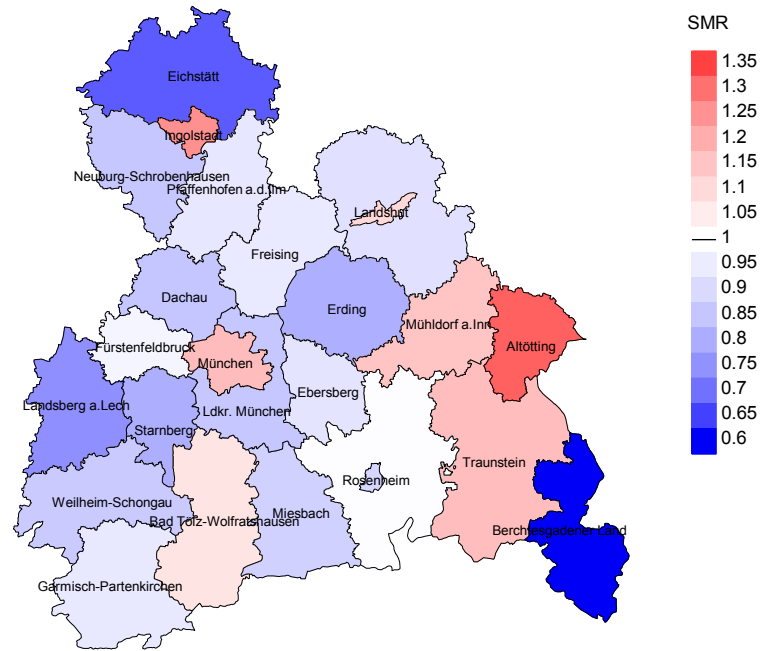 SMR
1.35
1.3
1.25
1.2
1.15
1.1
1.05
1
0.95
0.9
0.85
0.8
0.75
0.7
0.65
0.6
Eichstätt
Ingolstadt
Neuburg-Schrobenhausen
Pfaffenhofen a.d.Ilm
Landshut
Freising
Dachau
Erding
Mühldorf a.Inn
Fürstenfeldbruck
München
Altötting
Ebersberg
Landsberg a.Lech
Ldkr. München
Starnberg
Traunstein
Rosenheim
Weilheim-Schongau
Miesbach
Bad Tölz-Wolfratshausen
Berchtesgadener Land
Garmisch-Partenkirchen